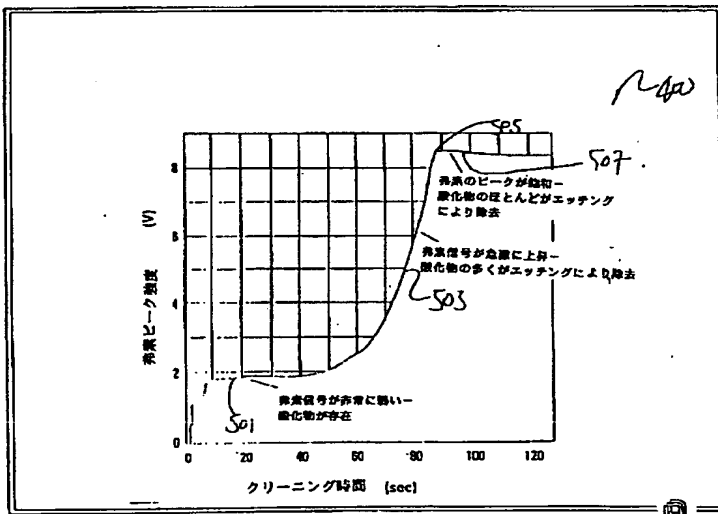 505
507
弗素のピークが飽和ー
酸化物のほとんどがエッチング
により除去
弗素信号が急激に上昇ー
酸化物の多くがエッチングにより除去
503
弗素信号が非常に弱いー
酸化物が存在
501
弗素ピーク強度 (V)
8
6
4
2
0
0 20 40 60 80 100 120
クリーニング時間 (sec)